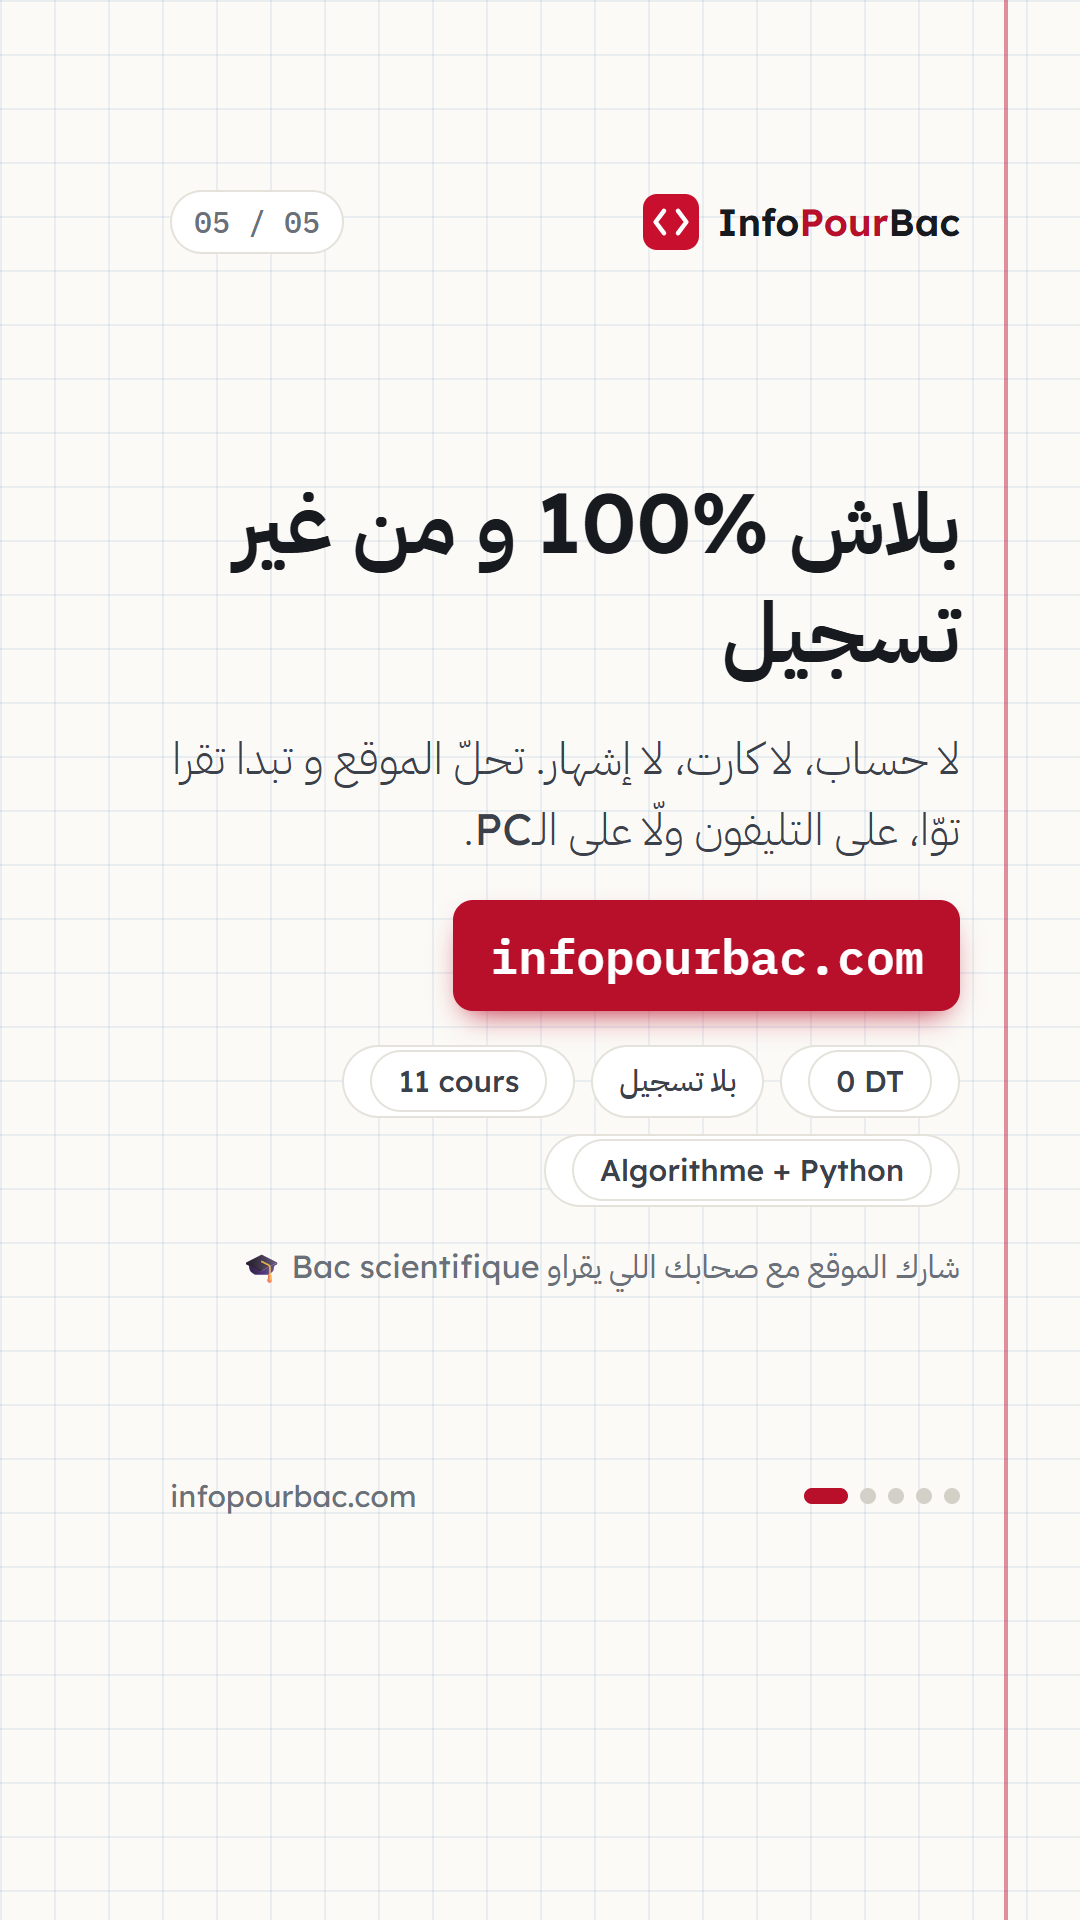 InfoPourBac
05 / 05
بلاش 100% و من غير
تسجيل
لا حساب، لا كارت، لا إشهار. تحلّ الموقع و تبدا تقرا
توّا، على التليفون ولّا على الـPC.
infopourbac.com
0 DT
بلا تسجيل
11 cours
Algorithme + Python
شارك الموقع مع صحابك اللي يقراو Bac scientifique 🎓
infopourbac.com